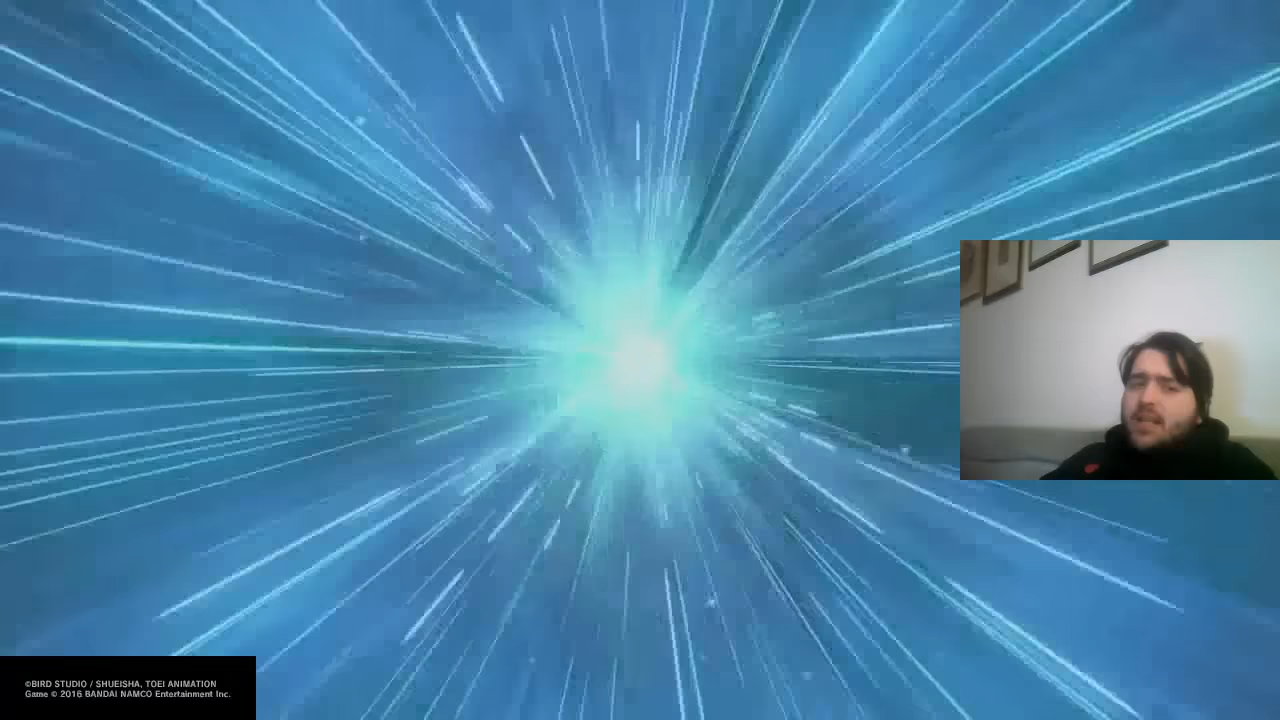 ©BIRD STUDIO / SHUEISHA, TOEI ANIMATION
Game © 2016 BANDAI NAMCO Entertainment Inc.